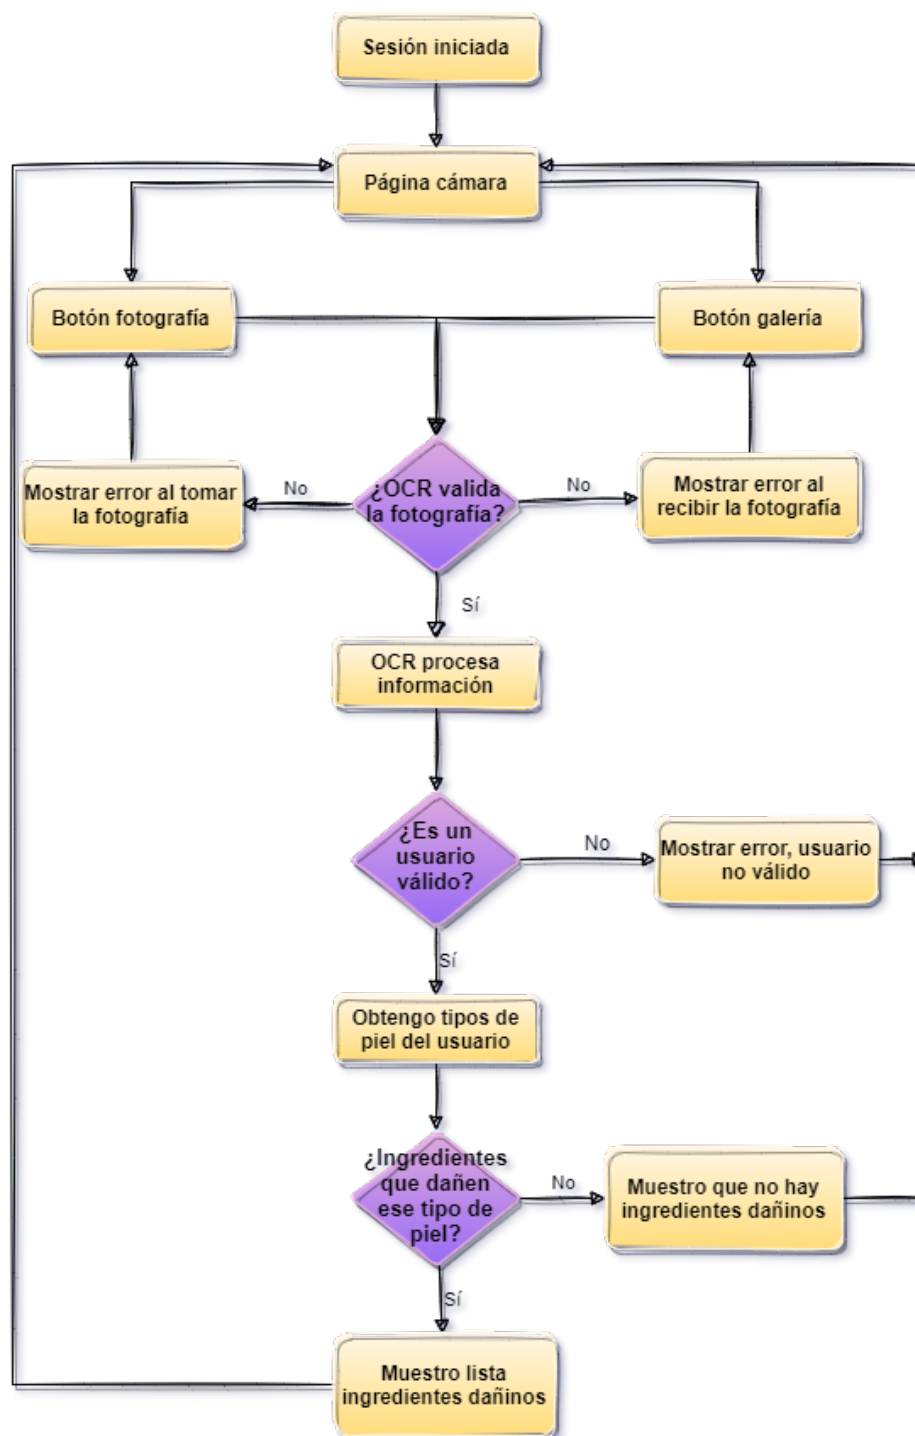 Sesión iniciada
Página cámara
Botón fotografía
Botón galería
¿OCR valida
la fotografía?
No
No
Mostrar error al tomar
la fotografía
Mostrar error al
recibir la fotografía
Sí
OCR procesa
información
¿Es un
usuario
válido?
No
Mostrar error, usuario
no válido
Sí
Obtengo tipos de
piel del usuario
¿Ingredientes
que dañen
ese tipo de
piel?
No
Muestro que no hay
ingredientes dañinos
Sí
Muestro lista
ingredientes dañinos